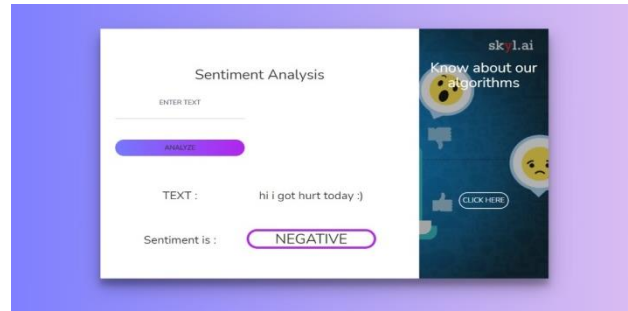 Sentiment Analysis
ENTER TEXT
ANALYZE
TEXT :
hi i got hurt today :)
Sentiment is :
NEGATIVE
skyl.ai
Know about our
algorithms
CLICK HERE